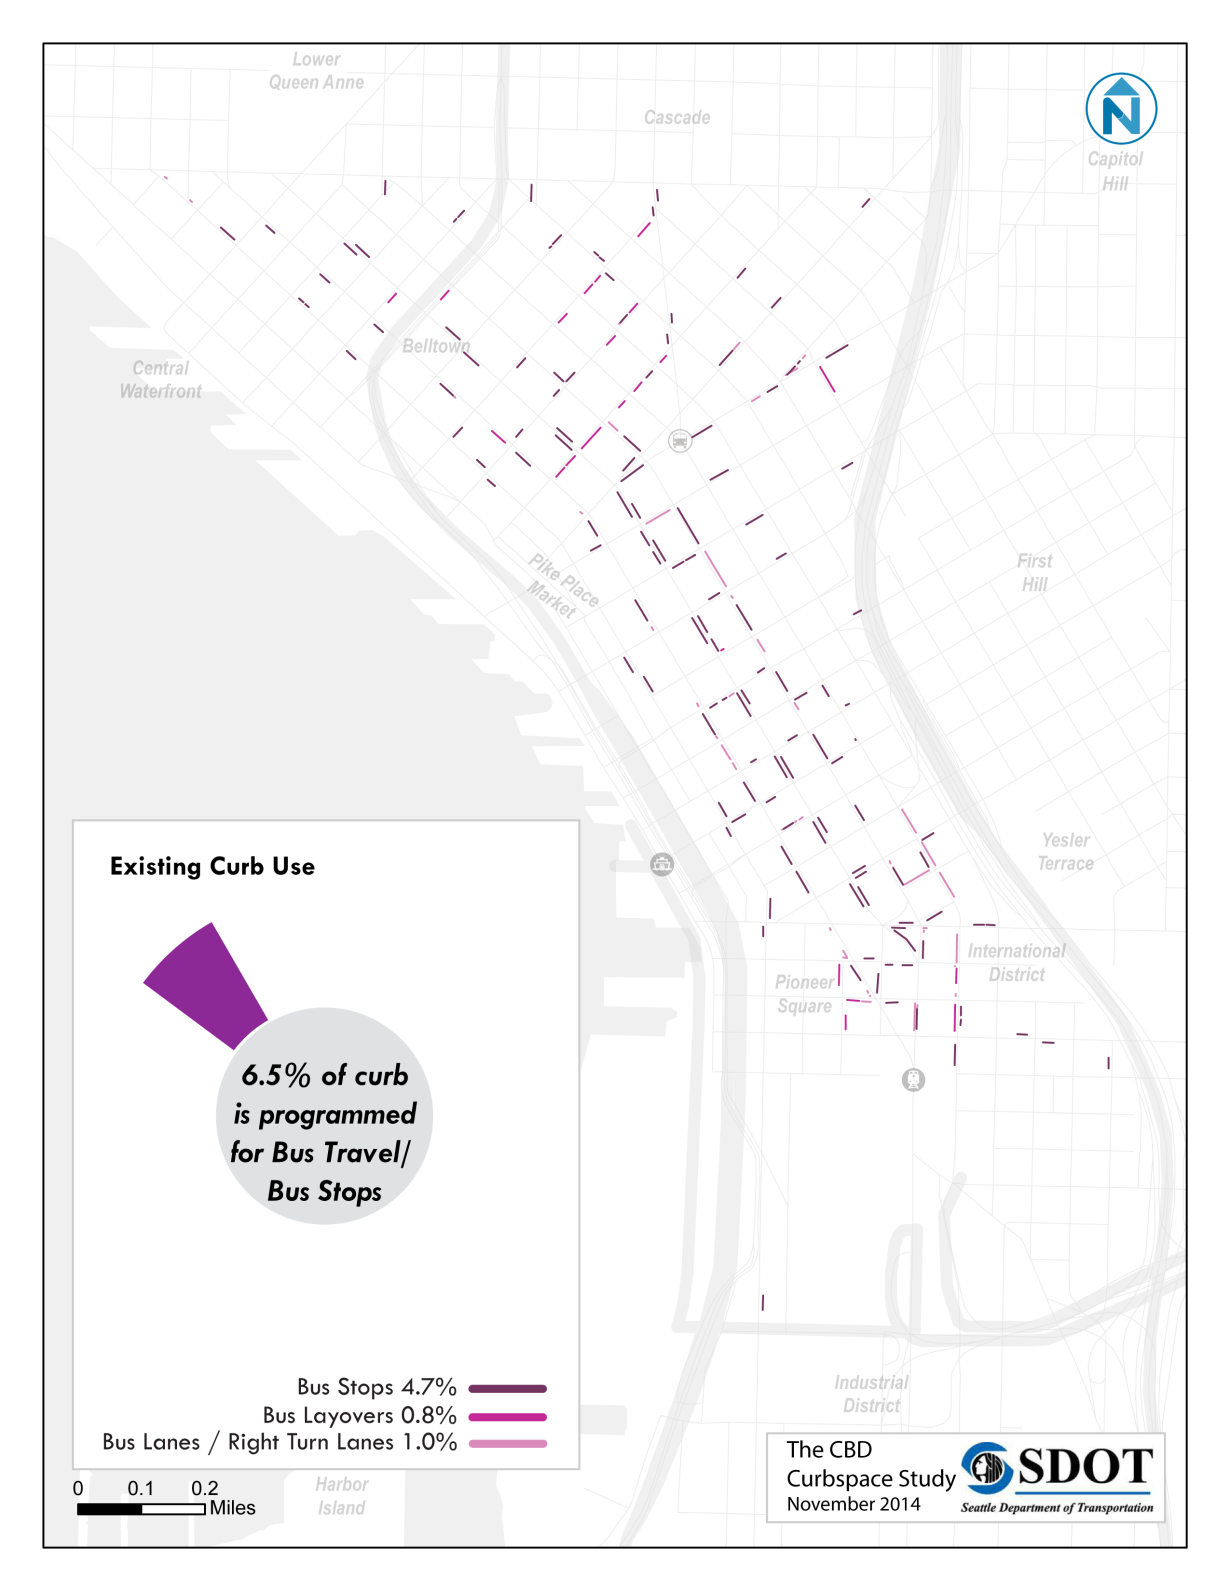 Lower
Queen Anne
Cascade
N
Capitol
Hill
Belltown
Central
Waterfront
Pike Place
Market
First
Hill
Yesler
Terrace
International
District
Pioneer
Square
Industrial
District
Harbor
Island
Existing Curb Use
6.5% of curb
is programmed
for Bus Travel/
Bus Stops
Bus Stops 4.7%
Bus Layovers 0.8%
Bus Lanes / Right Turn Lanes 1.0%
0 0.1 0.2
Miles
The CBD
Curbspace Study
November 2014
SDOT
Seattle Department of Transportation